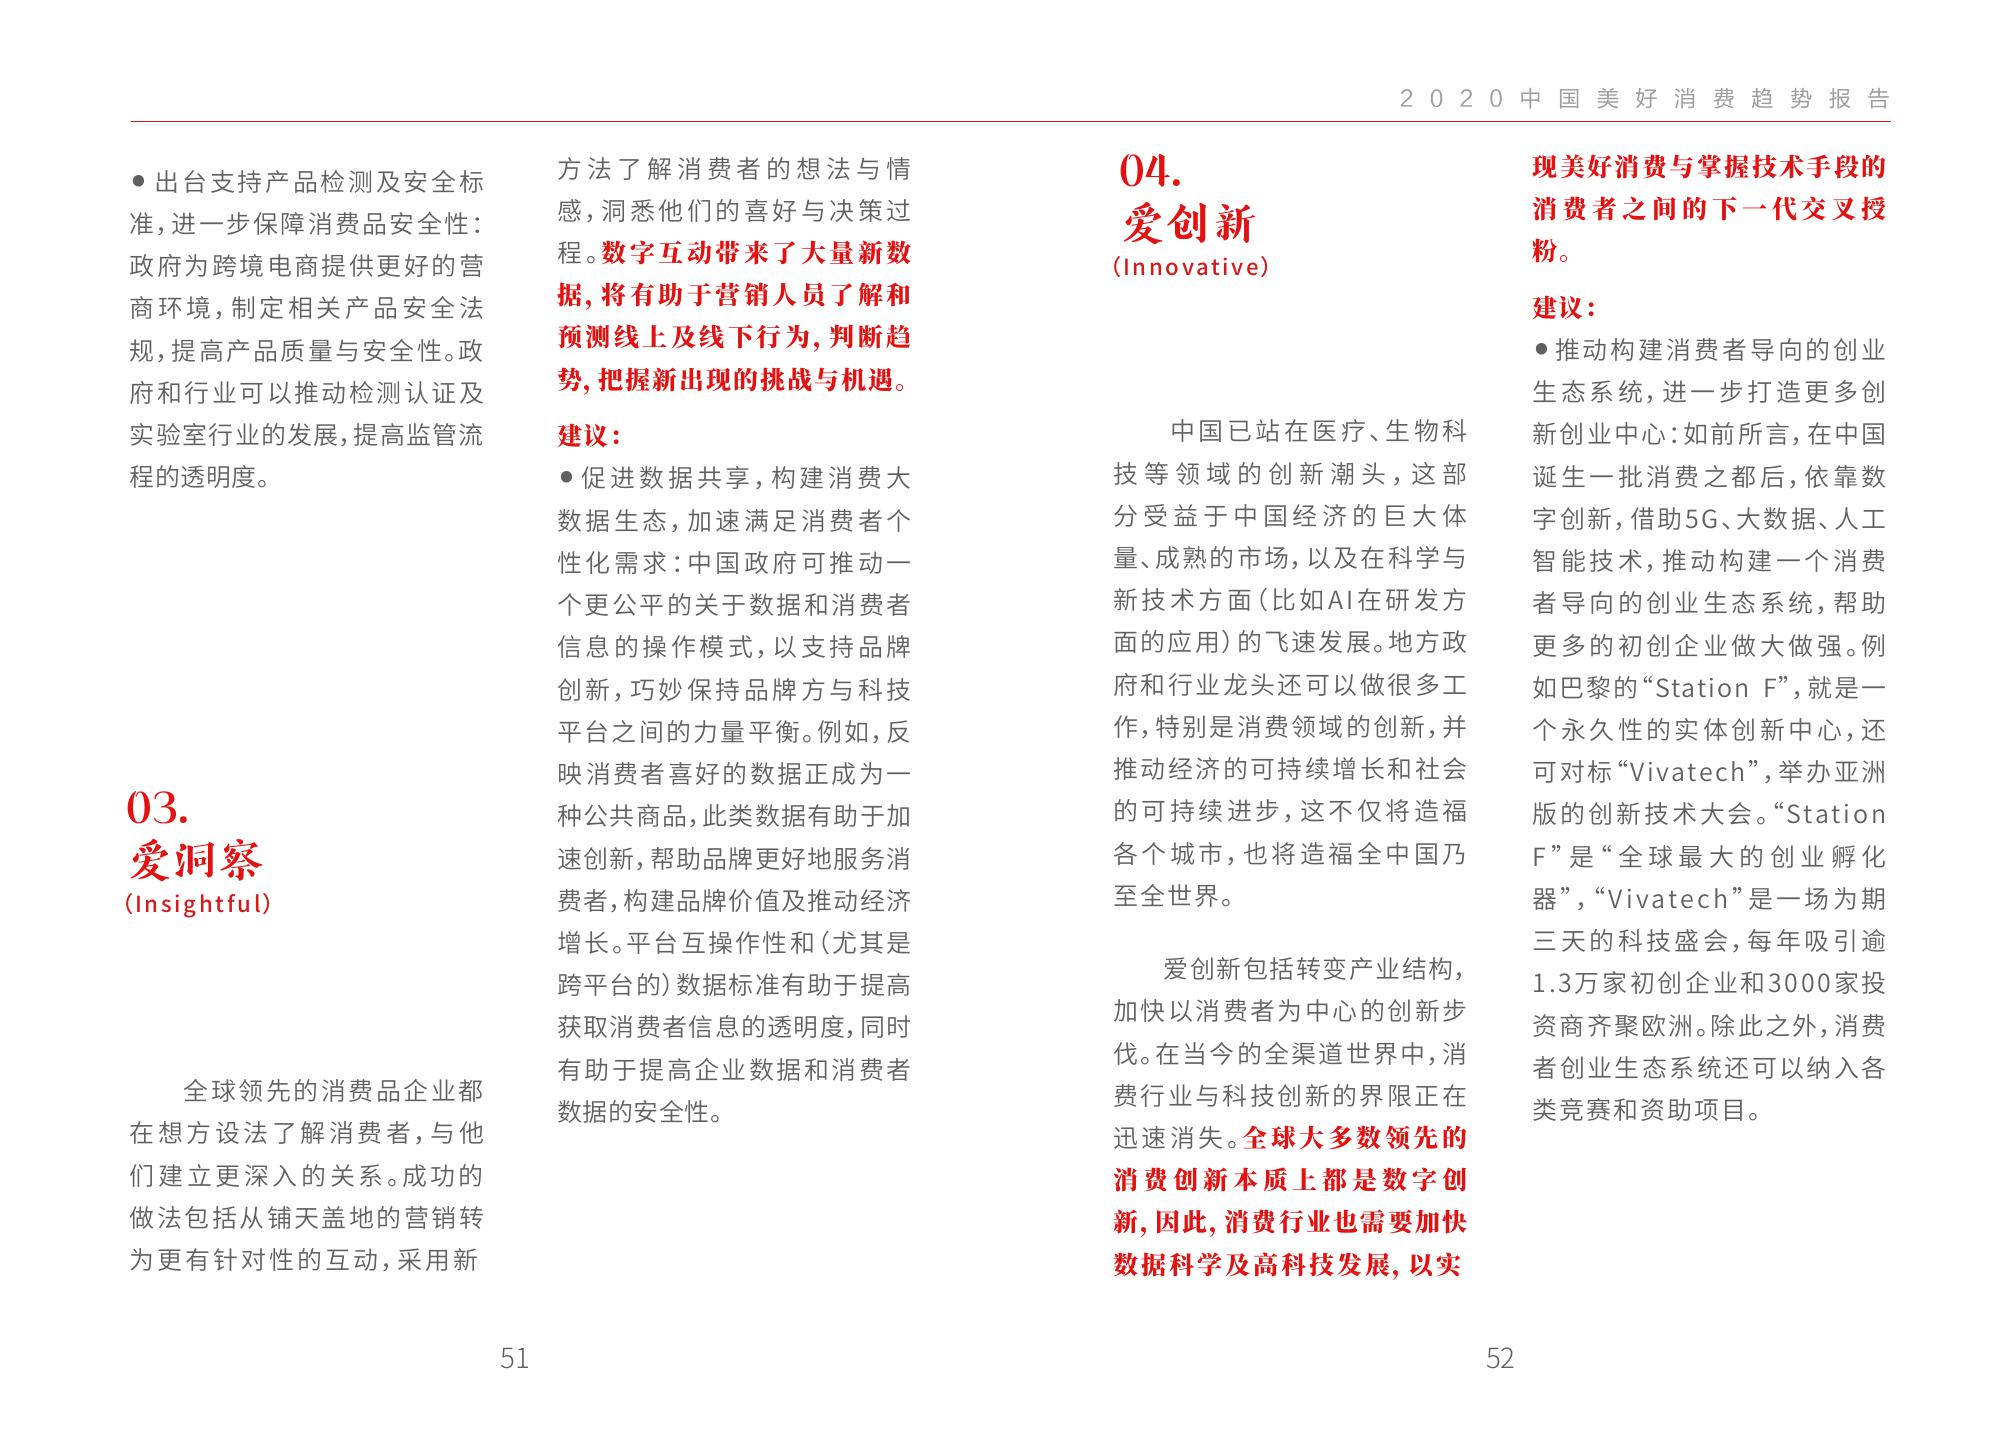 2020中国美好消费趋势报告
●出台支持产品检测及安全标
准，进一步保障消费品安全性：
政府为跨境电商提供更好的营
商环境，制定相关产品安全法
规，提高产品质量与安全性。政
府和行业可以推动检测认证及
实验室行业的发展，提高监管流
程的透明度。
03.
爱洞察
（Insightful）
全球领先的消费品企业都
在想方设法了解消费者，与他
们建立更深入的关系。成功的
做法包括从铺天盖地的营销转
为更有针对性的互动，采用新
方法了解消费者的想法与情
感，洞悉他们的喜好与决策过
程。数字互动带来了大量新数
据，将有助于营销人员了解和
预测线上及线下行为，判断趋
势，把握新出现的挑战与机遇。
建议：
●促进数据共享，构建消费大
数据生态，加速满足消费者个
性化需求：中国政府可推动一
个更公平的关于数据和消费者
信息的操作模式，以支持品牌
创新，巧妙保持品牌方与科技
平台之间的力量平衡。例如，反
映消费者喜好的数据正成为一
种公共商品，此类数据有助于加
速创新，帮助品牌更好地服务消
费者，构建品牌价值及推动经济
增长。平台互操作性和（尤其是
跨平台的）数据标准有助于提高
获取消费者信息的透明度，同时
有助于提高企业数据和消费者
数据的安全性。
51
04.
爱创新
（Innovative）
中国已站在医疗、生物科
技等领域的创新潮头，这部
分受益于中国经济的巨大体
量、成熟的市场，以及在科学与
新技术方面（比如AI在研发方
面的应用）的飞速发展。地方政
府和行业龙头还可以做很多工
作，特别是消费领域的创新，并
推动经济的可持续增长和社会
的可持续进步，这不仅将造福
各个城市，也将造福全中国乃
至全世界。
爱创新包括转变产业结构，
加快以消费者为中心的创新步
伐。在当今的全渠道世界中，消
费行业与科技创新的界限正在
迅速消失。全球大多数领先的
消费创新本质上都是数字创
新，因此，消费行业也需要加快
数据科学及高科技发展，以实
现美好消费与掌握技术手段的
消费者之间的下一代交叉授
粉。
建议：
●推动构建消费者导向的创业
生态系统，进一步打造更多创
新创业中心：如前所言，在中国
诞生一批消费之都后，依靠数
字创新，借助5G、大数据、人工
智能技术，推动构建一个消费
者导向的创业生态系统，帮助
更多的初创企业做大做强。例
如巴黎的“Station F”，就是一
个永久性的实体创新中心，还
可对标“Vivatech”，举办亚洲
版的创新技术大会。“Station
F”是“全球最大的创业孵化
器”，“Vivatech”是一场为期
三天的科技盛会，每年吸引逾
1.3万家初创企业和3000家投
资商齐聚欧洲。除此之外，消费
者创业生态系统还可以纳入各
类竞赛和资助项目。
52